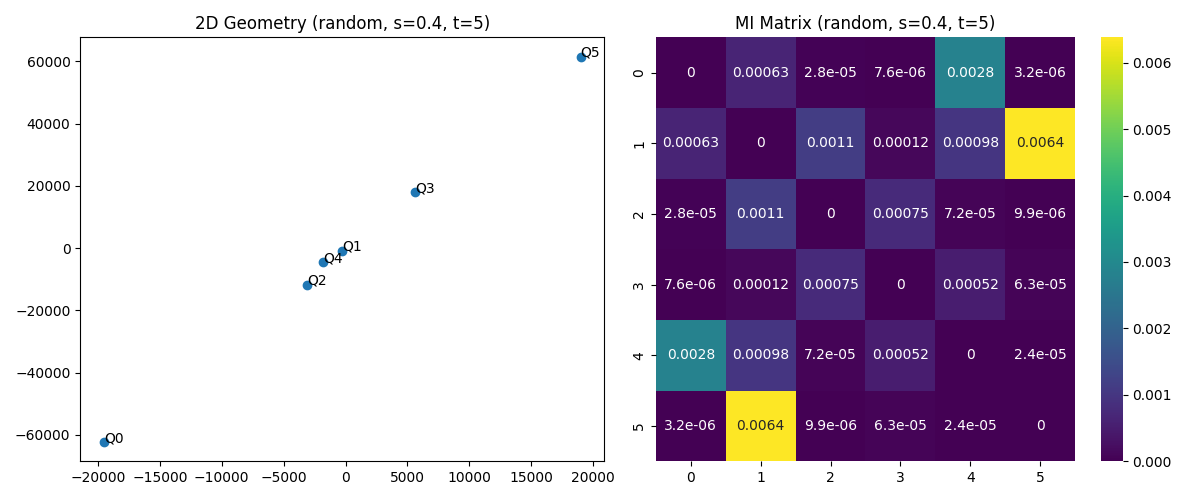 2D Geometry (random, s=0.4, t=5)
60000
40000
20000
0
−20000
−40000
−60000
Q5
Q3
Q1
Q4
Q2
Q0
−20000 −15000 −10000 −5000 0 5000 10000 15000 20000
MI Matrix (random, s=0.4, t=5)
0 0 0.00063 2.8e-05 7.6e-06 0.0028 3.2e-06
1 0.00063 0 0.0011 0.00012 0.00098 0.0064
2 2.8e-05 0.0011 0 0.00075 7.2e-05 9.9e-06
3 7.6e-06 0.00012 0.00075 0 0.00052 6.3e-05
4 0.0028 0.00098 7.2e-05 0.00052 0 2.4e-05
5 3.2e-06 0.0064 9.9e-06 6.3e-05 2.4e-05 0
0 1 2 3 4 5
0.006
0.005
0.004
0.003
0.002
0.001
0.000